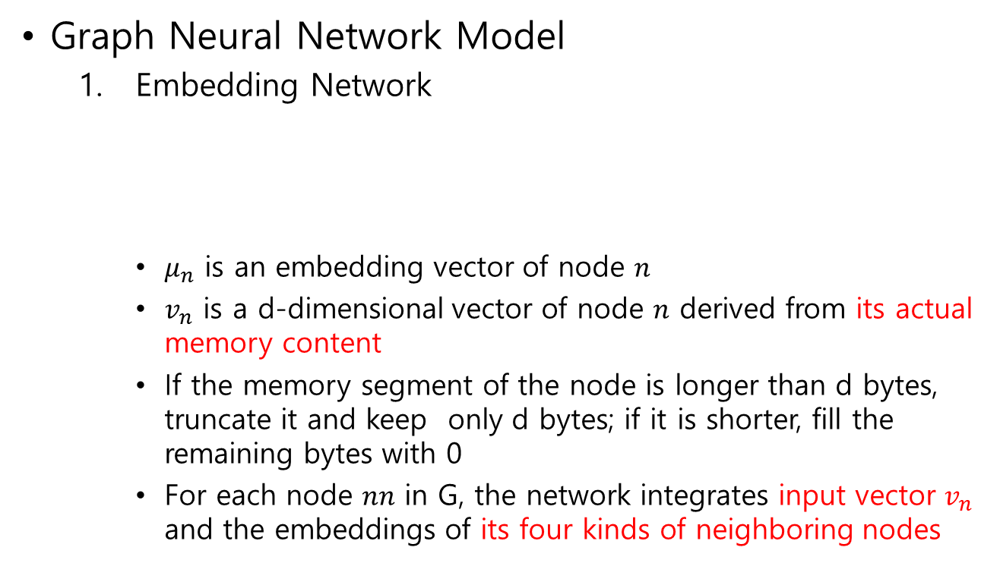 • Graph Neural Network Model
1. Embedding Network
• μₙ is an embedding vector of node n
• vₙ is a d-dimensional vector of node n derived from its actual
memory content
• If the memory segment of the node is longer than d bytes,
truncate it and keep only d bytes; if it is shorter, fill the
remaining bytes with 0
• For each node nn in G, the network integrates input vector vₙ
and the embeddings of its four kinds of neighboring nodes